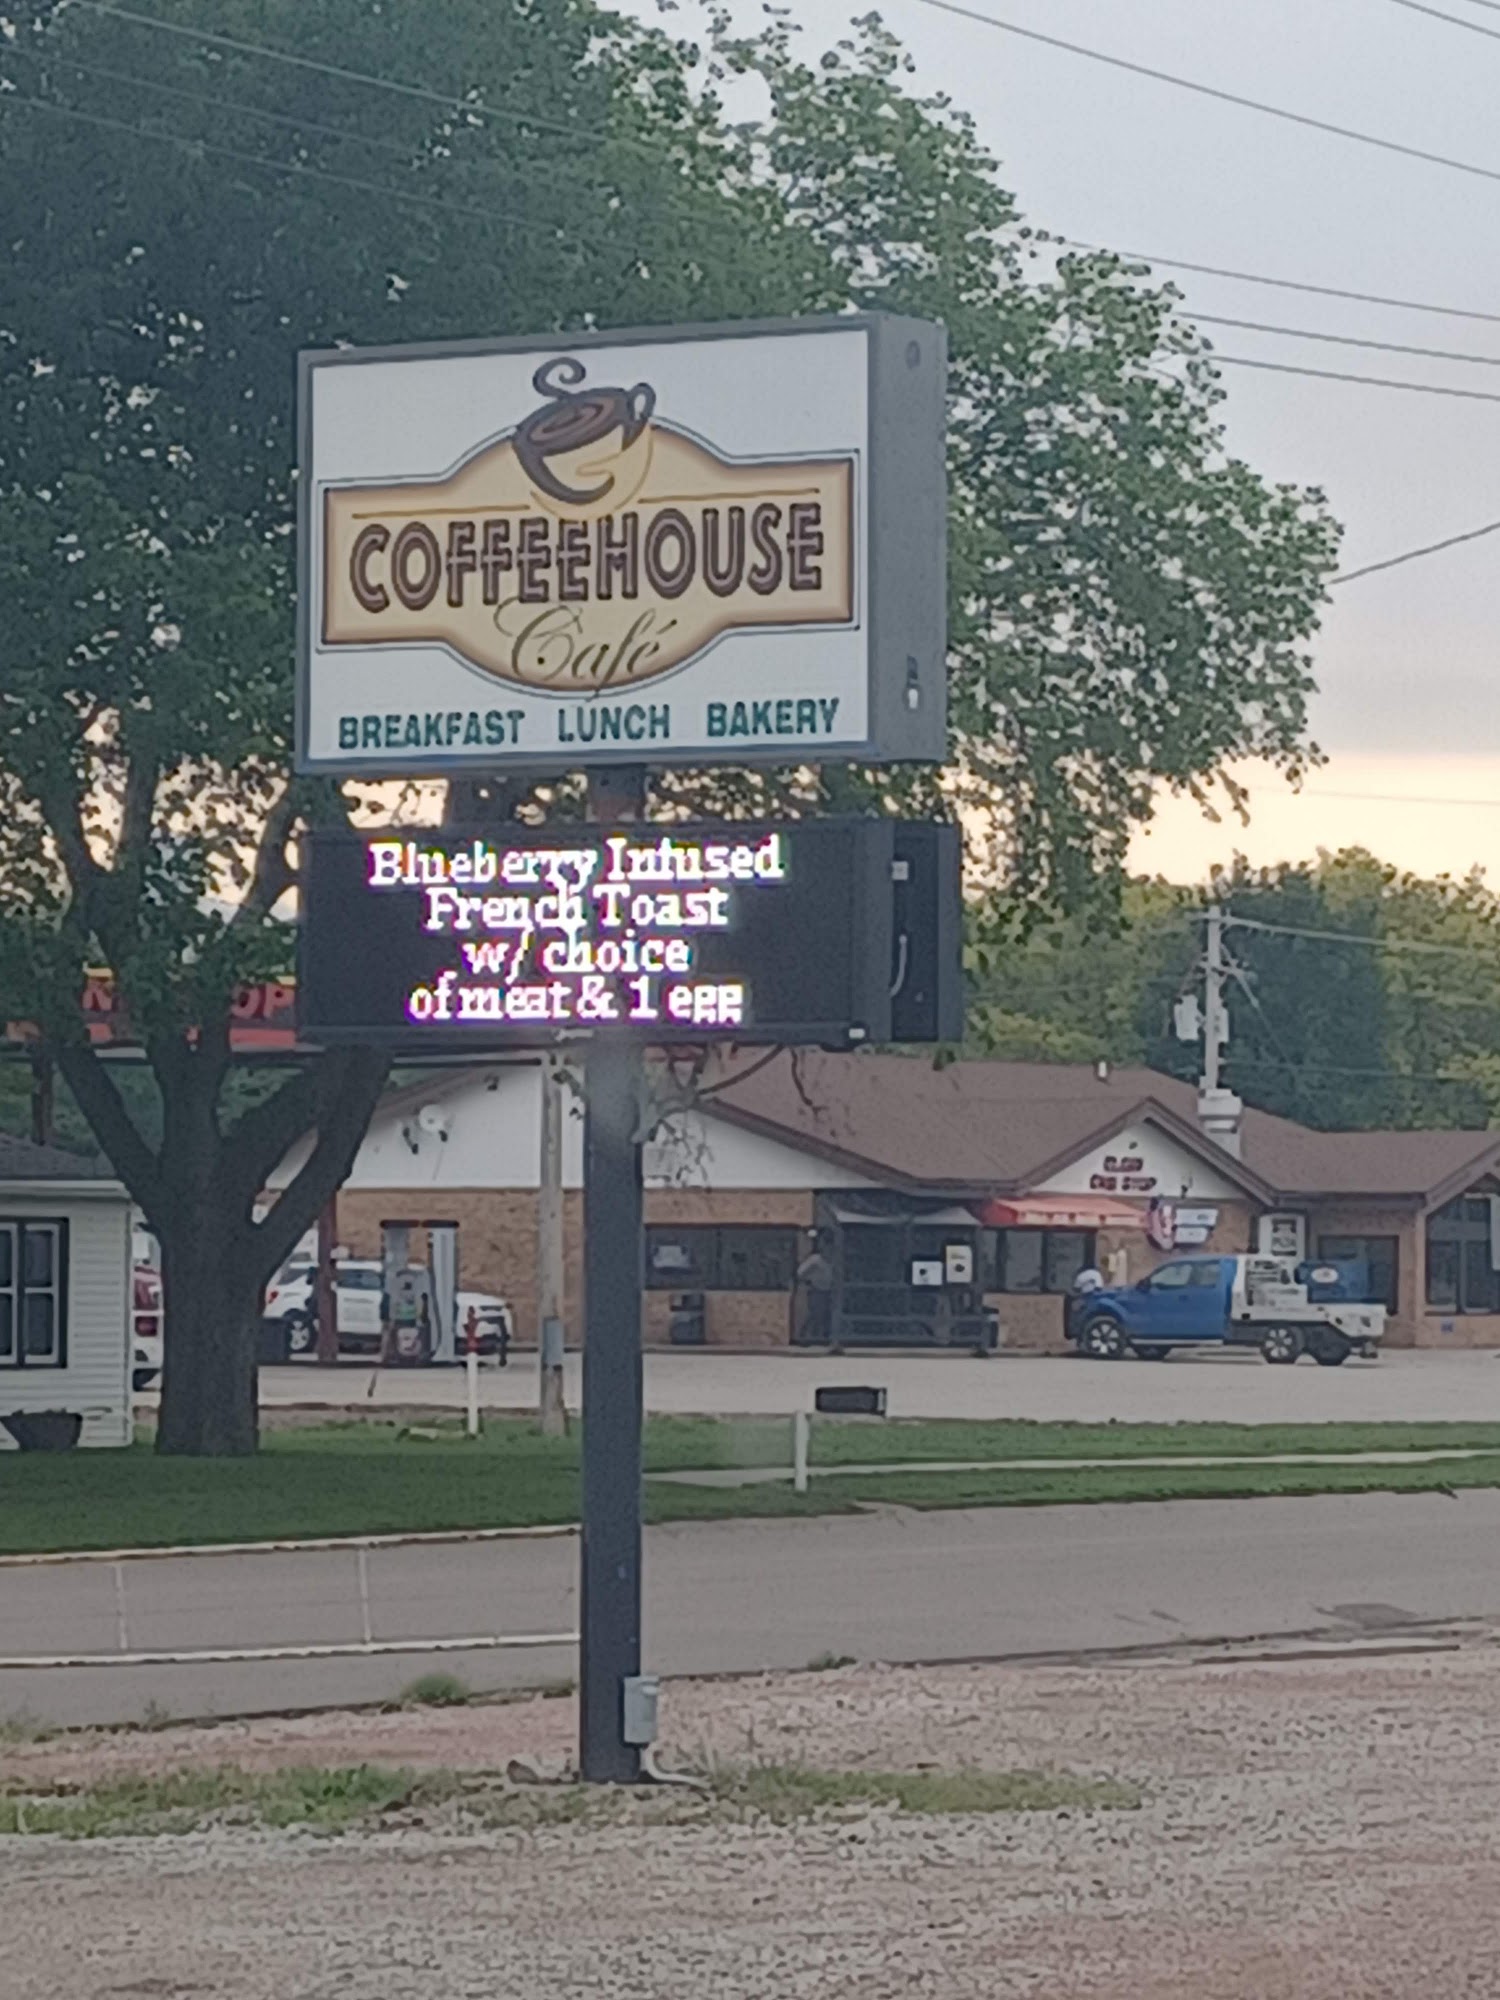 COFFEEHOUSE
Café
BREAKFAST LUNCH BAKERY
Blueberry Infused
French Toast
w/ choice
of meat & 1 egg